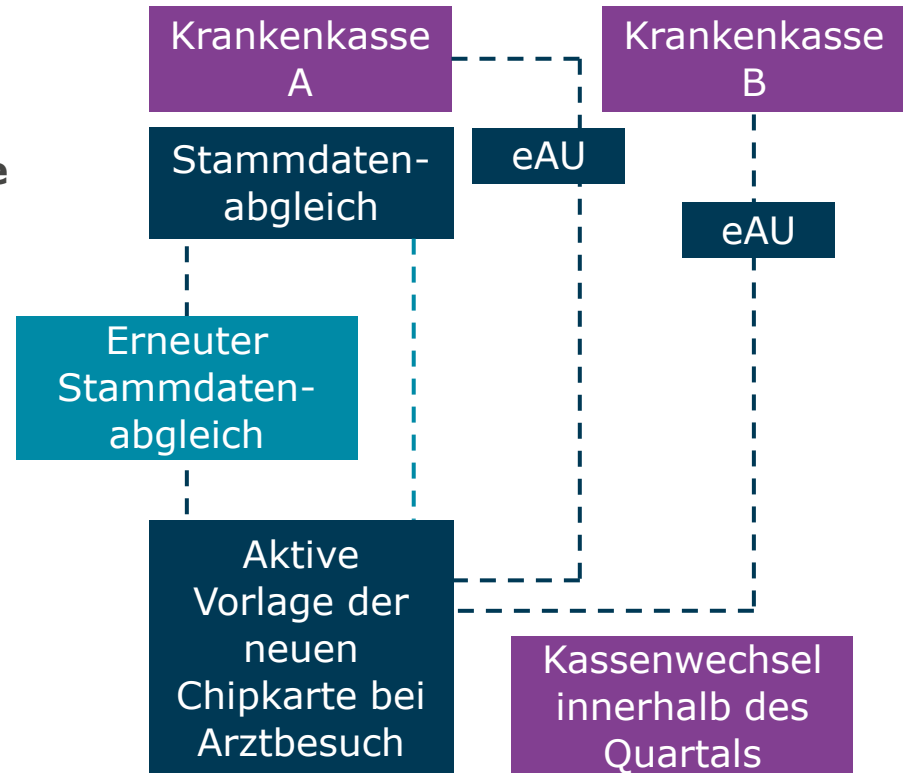 Krankenkasse
A
Krankenkasse
B
Stammdaten-
abgleich
eAU
eAU
e
Erneuter
Stammdaten-
abgleich
Aktive
Vorlage der
neuen
Chipkarte bei
Arztbesuch
Kassenwechsel
innerhalb des
Quartals